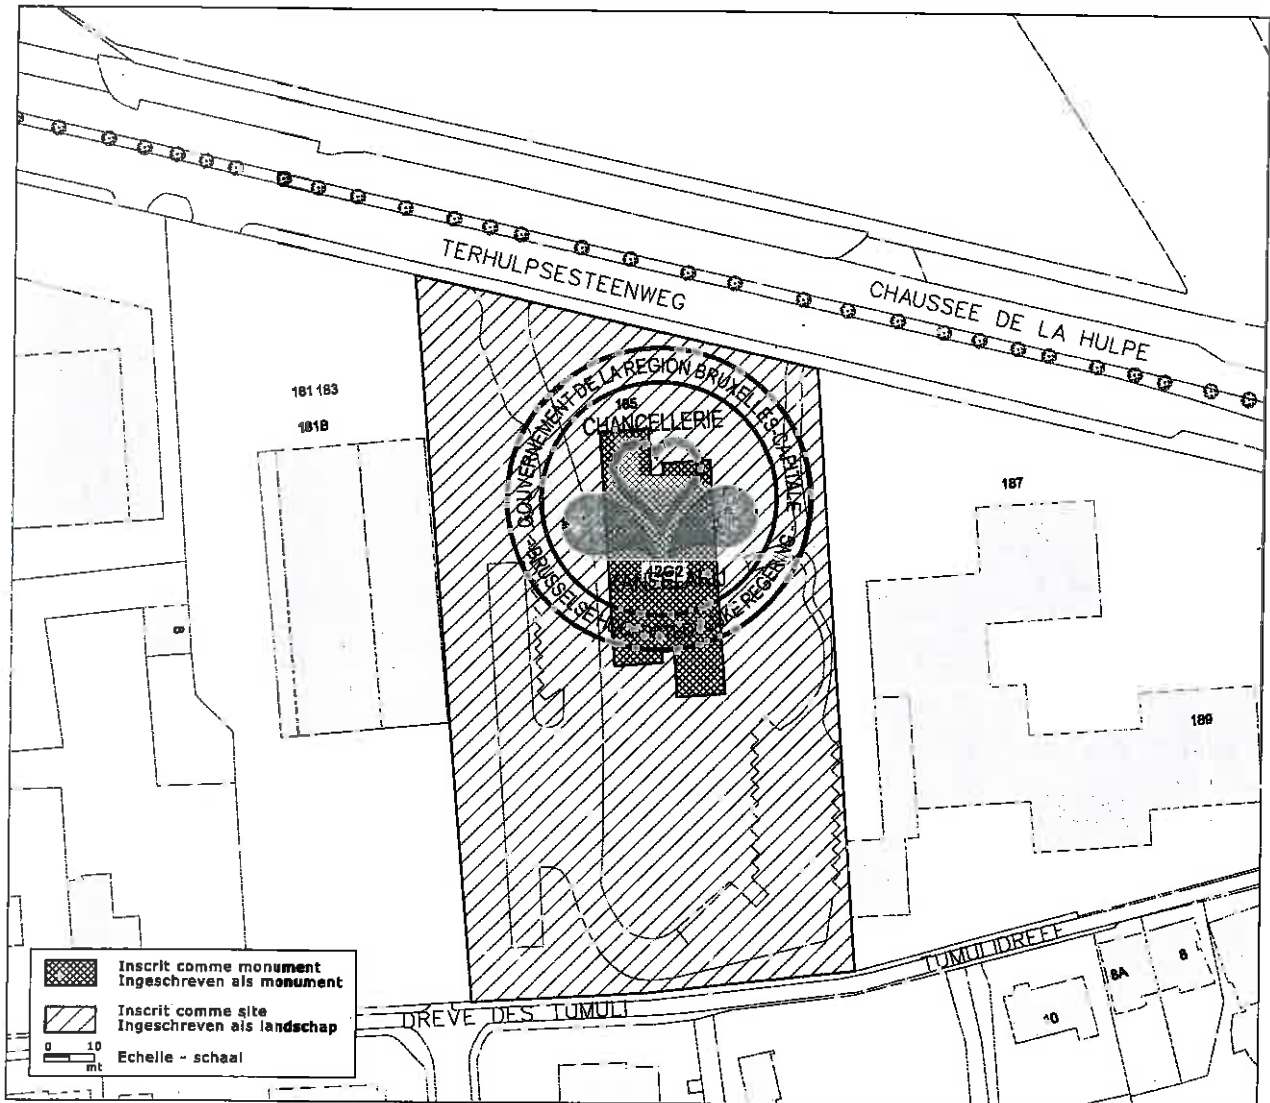 TERHULPSESTEENWEG
CHAUSSEE DE LA HULPE
GOUVERNEMENT DE LA REGION BRUXELLES-CAPITALE
185
CHANCELLERIE
181 183
181B
187
42G2
REGERING
8
189
TUMULIDREEF
8A
8
10
DREVE DES TUMULI
Inscrit comme monument
Ingeschreven als monument
Inscrit comme site
Ingeschreven als landschap
0 10
mt
Echelle - schaal